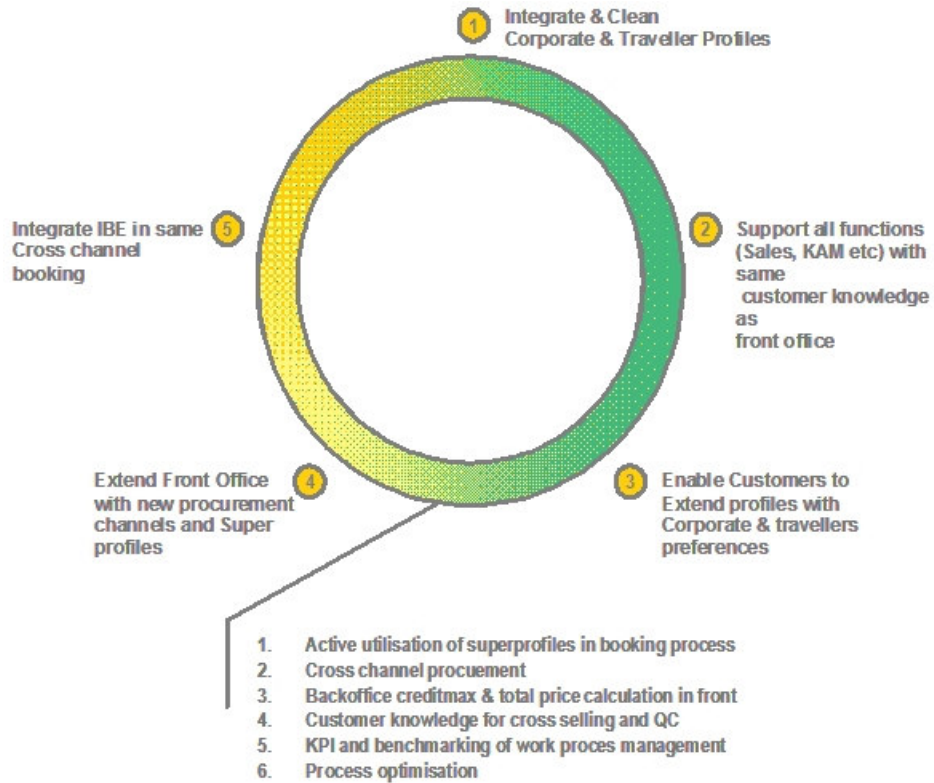 1 Integrate & Clean
Corporate & Traveller Profiles
2 Support all functions
(Sales, KAM etc) with
same
customer knowledge
as
front office
3 Enable Customers to
Extend profiles with
Corporate & travellers
preferences
4 Extend Front Office
with new procurement
channels and Super
profiles
5 Integrate IBE in same
Cross channel
booking
1. Active utilisation of superprofiles in booking process
2. Cross channel procuement
3. Backoffice creditmax & total price calculation in front
4. Customer knowledge for cross selling and QC
5. KPI and benchmarking of work proces management
6. Process optimisation